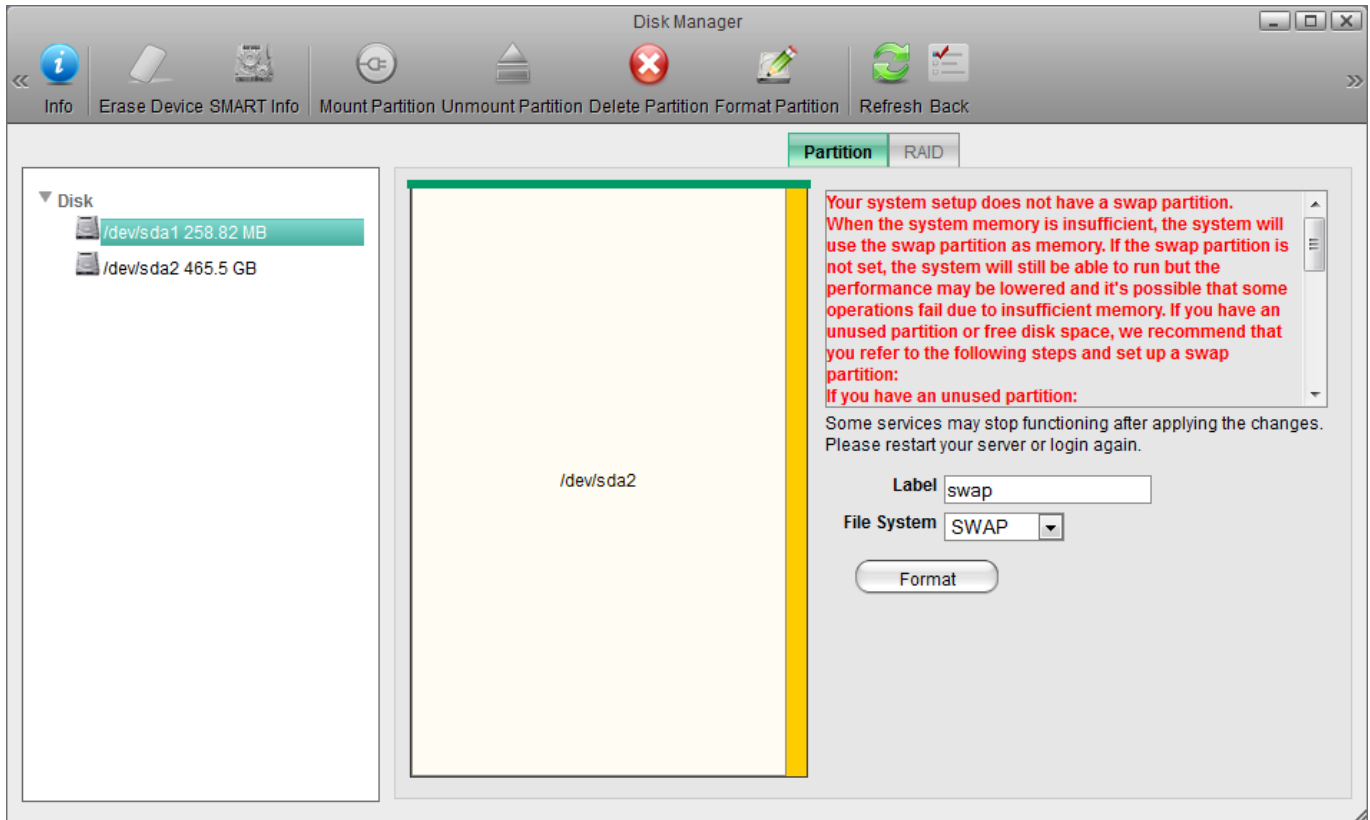 Disk Manager
« Info Erase Device SMART Info Mount Partition Unmount Partition Delete Partition Format Partition Refresh Back »
Partition RAID
Disk
/dev/sda1 258.82 MB
/dev/sda2 465.5 GB
/dev/sda2
Your system setup does not have a swap partition.
When the system memory is insufficient, the system will
use the swap partition as memory. If the swap partition is
not set, the system will still be able to run but the
performance may be lowered and it's possible that some
operations fail due to insufficient memory. If you have an
unused partition or free disk space, we recommend that
you refer to the following steps and set up a swap
partition:
If you have an unused partition:
Some services may stop functioning after applying the changes.
Please restart your server or login again.
Label swap
File System SWAP
Format